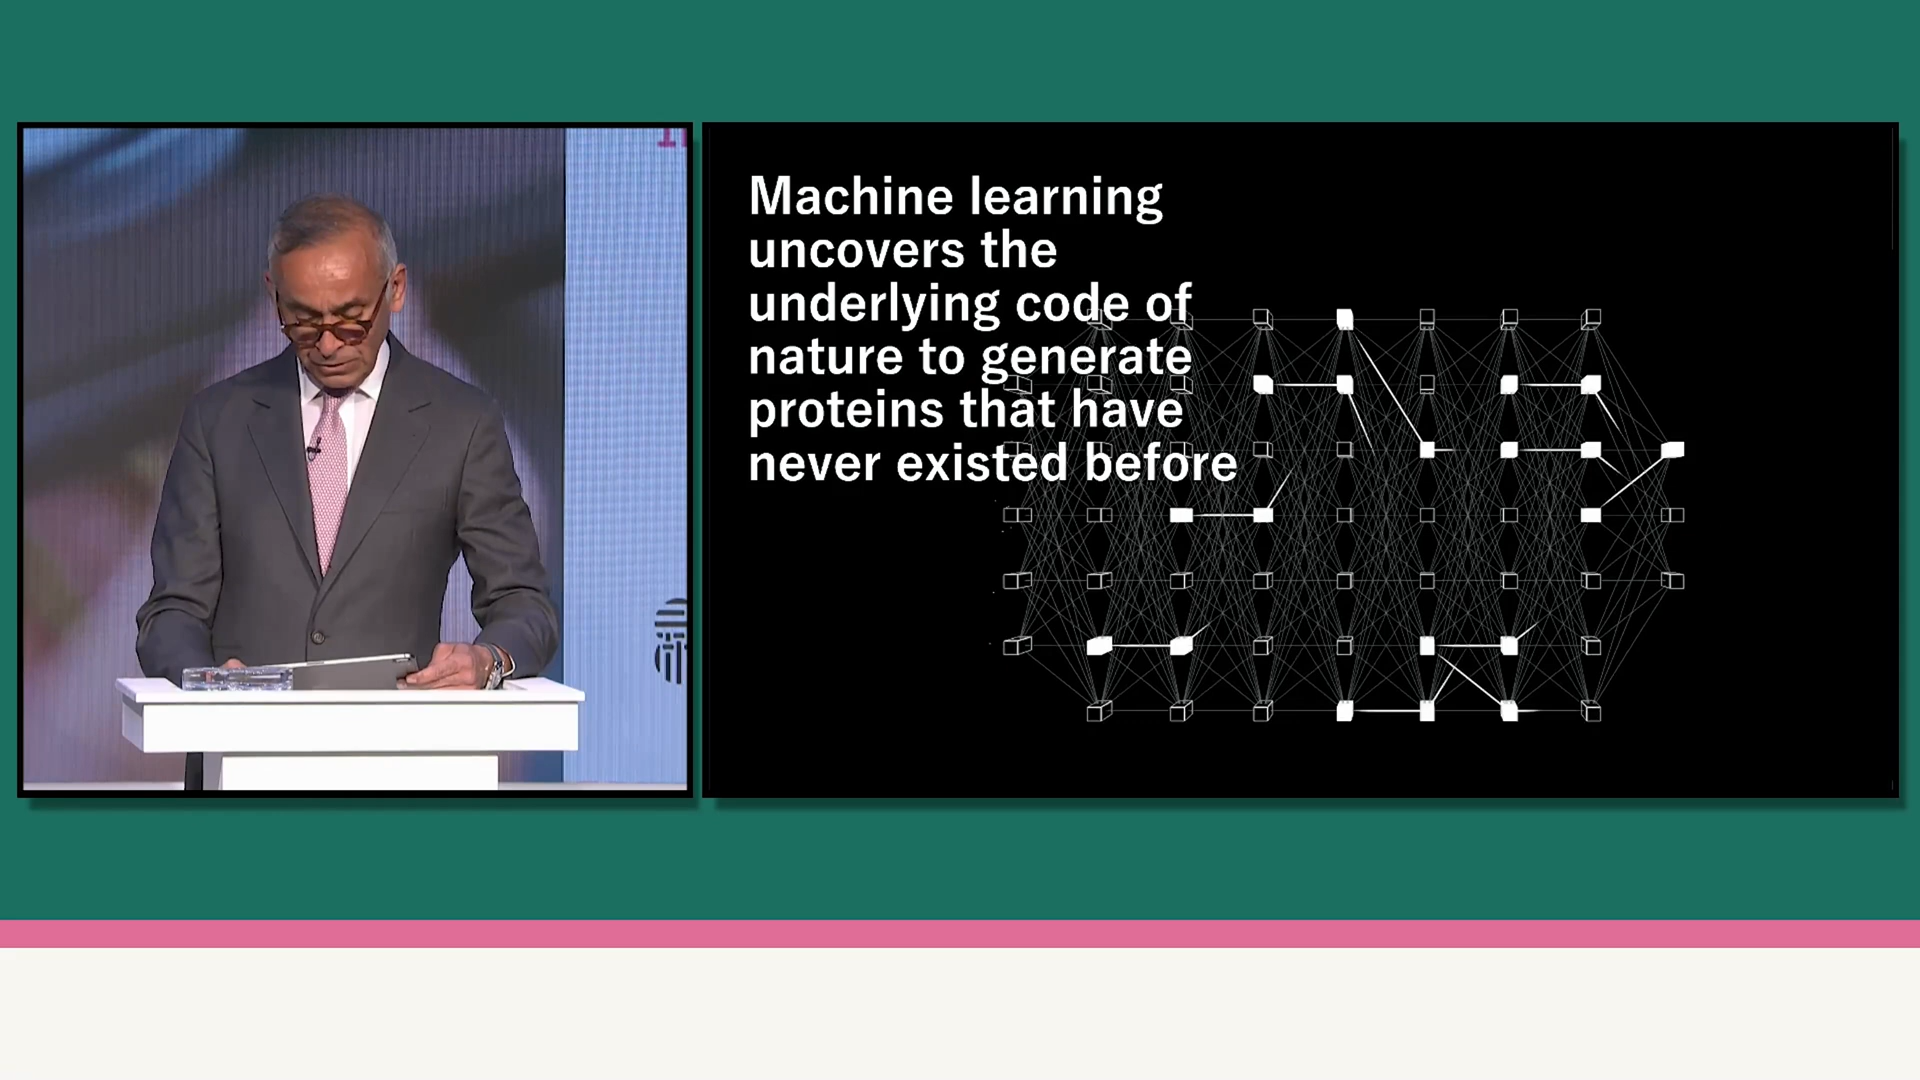 Machine learning
uncovers the
underlying code of
nature to generate
proteins that have
never existed before